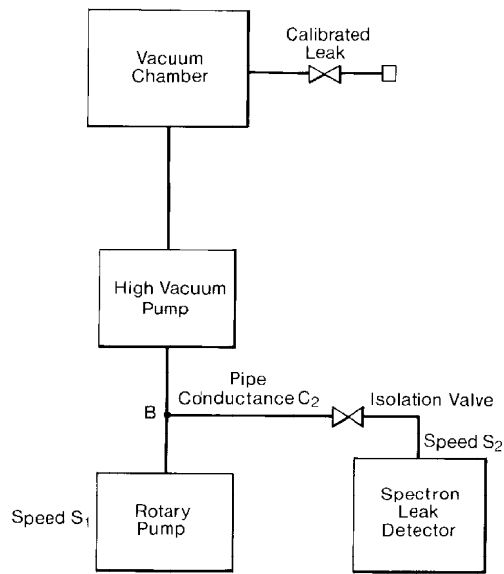 Calibrated
Leak
Vacuum
Chamber
High Vacuum
Pump
Pipe
Conductance C₂
B
Isolation Valve
Speed S₂
Speed S₁
Rotary
Pump
Spectron
Leak
Detector